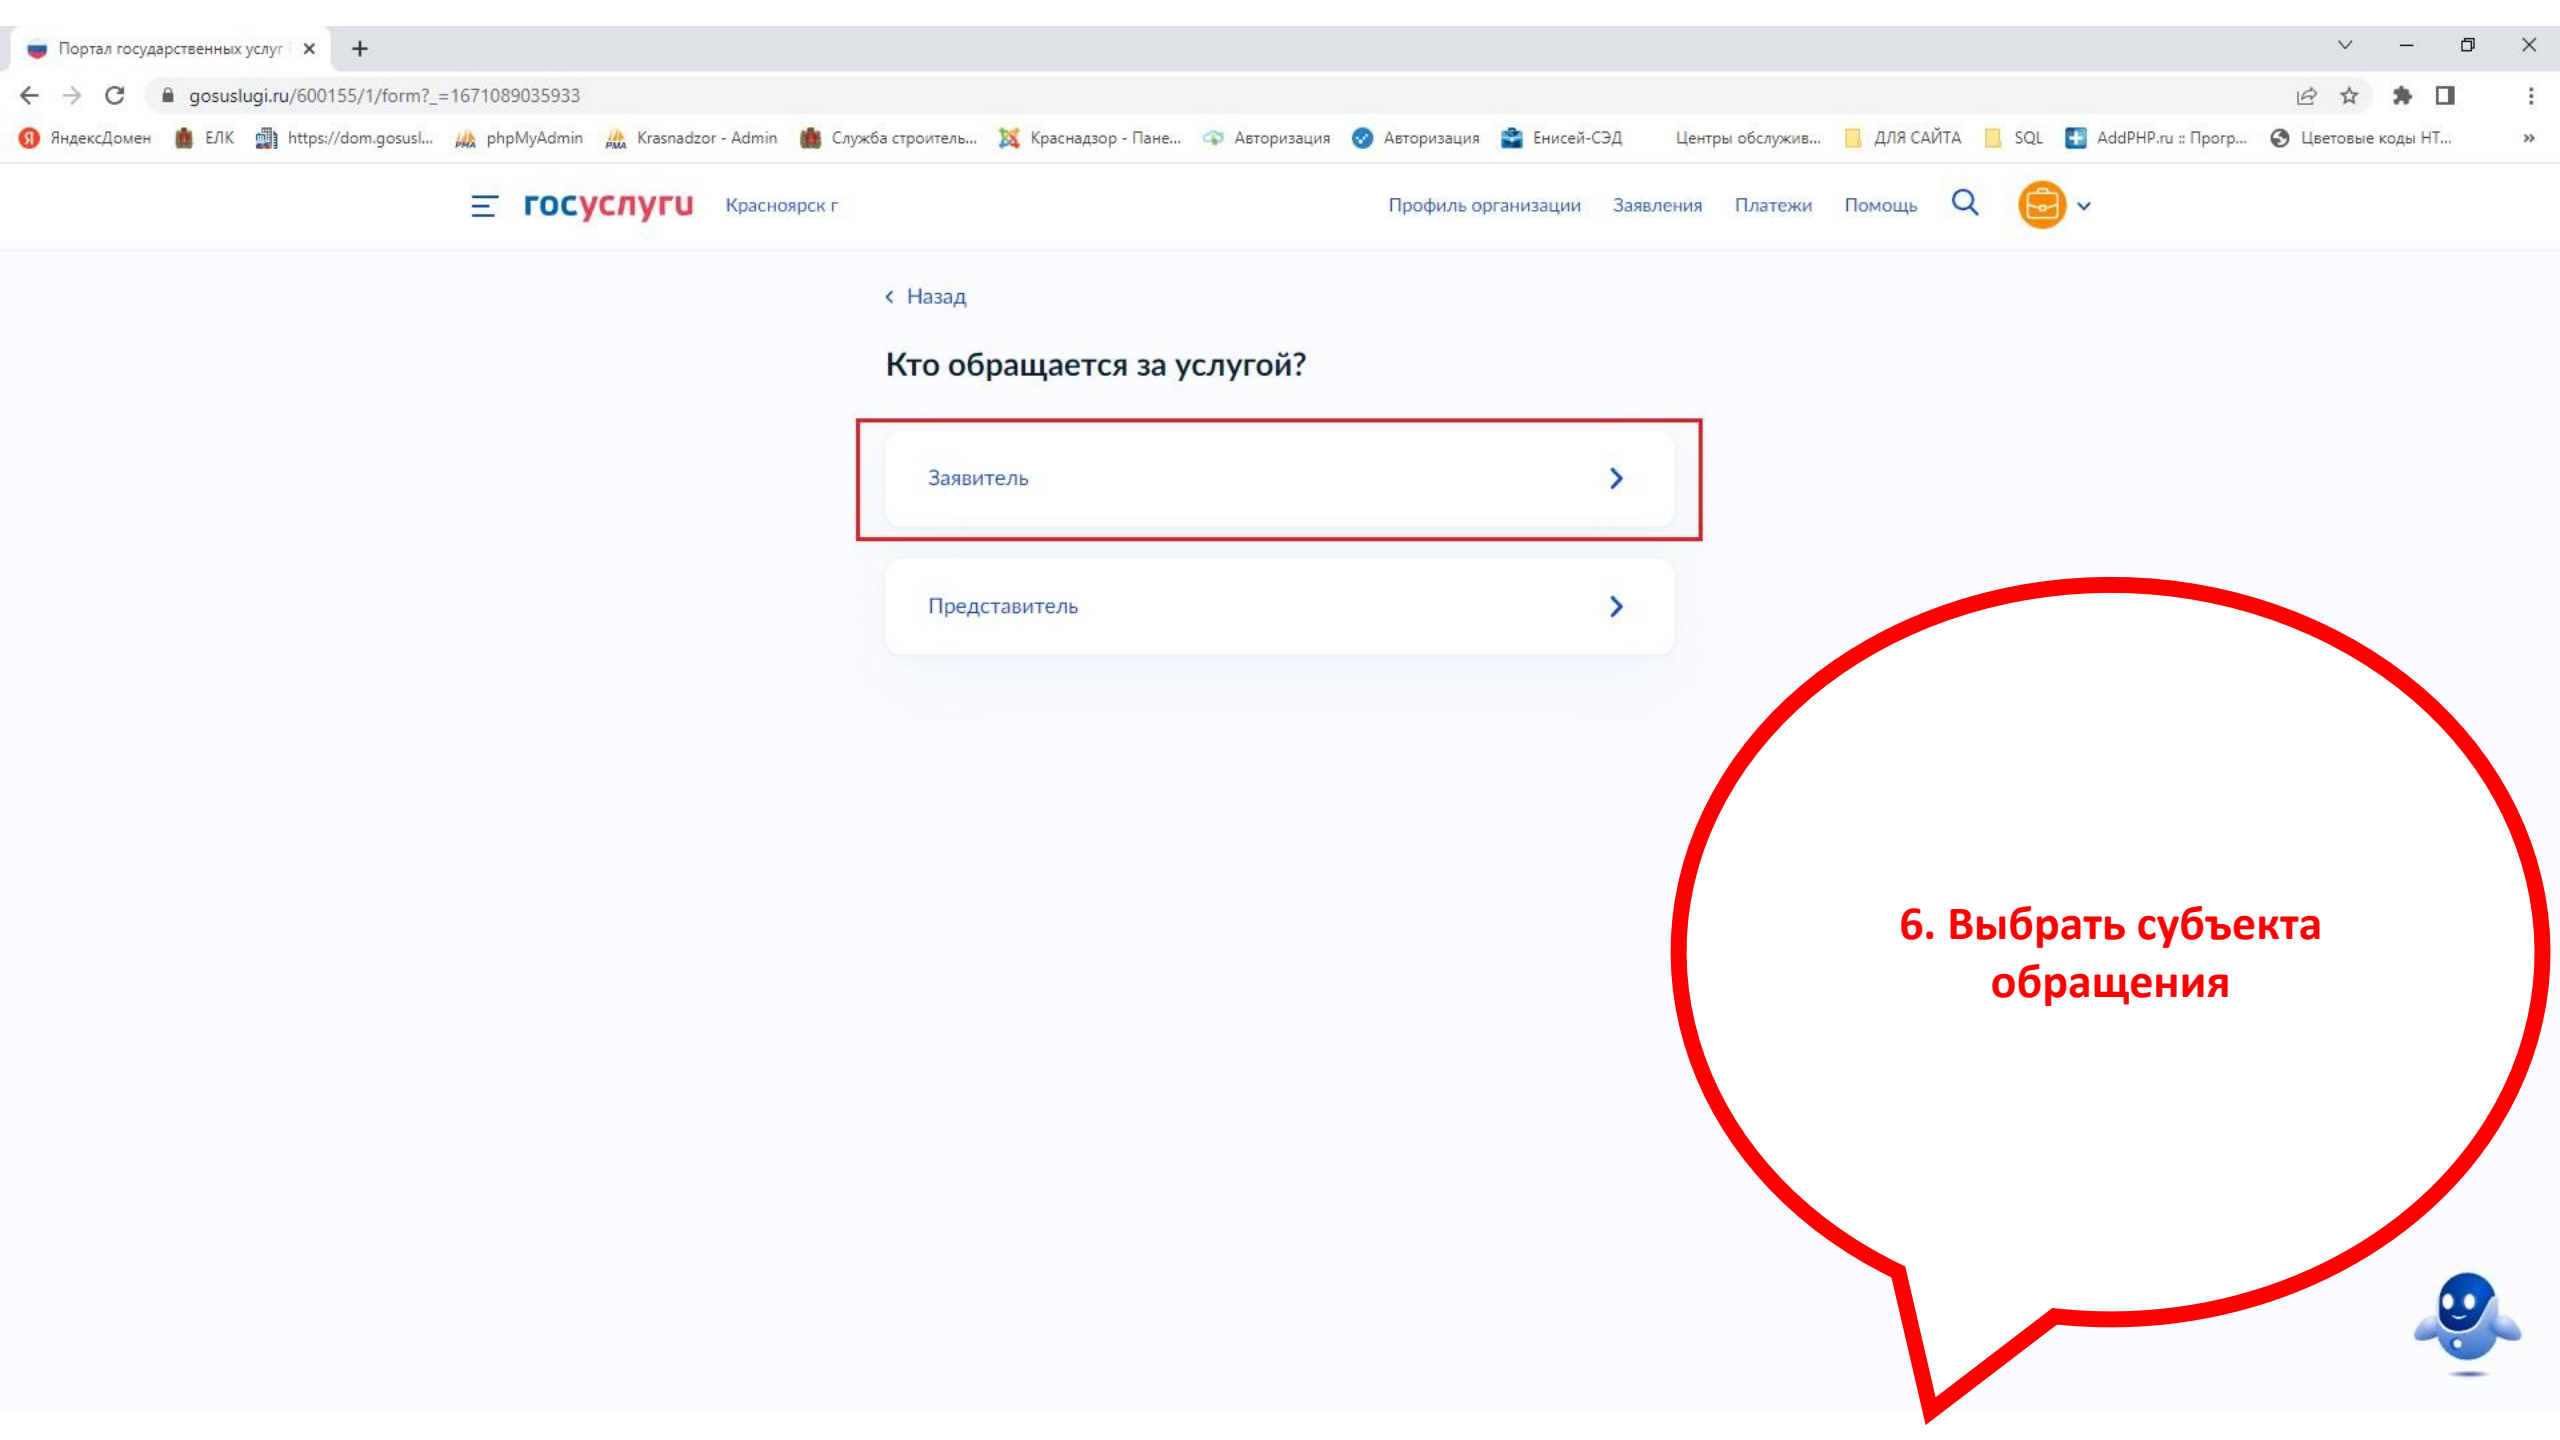 Портал государственных услуг
gosuslugi.ru/600155/1/form?_=1671089035933
ЯндексДомен ЕЛК https://dom.gosusl... phpMyAdmin Krasnadzor - Admin Служба строитель... Краснадзор - Пане... Авторизация Авторизация Енисей-СЭД Центры обслужив... ДЛЯ САЙТА SQL AddPHP.ru :: Прогр... Цветовые коды HT... »
госуслуги Красноярск г Профиль организации Заявления Платежи Помощь
Назад
Кто обращается за услугой?
Заявитель
Представитель
6. Выбрать субъекта
обращения